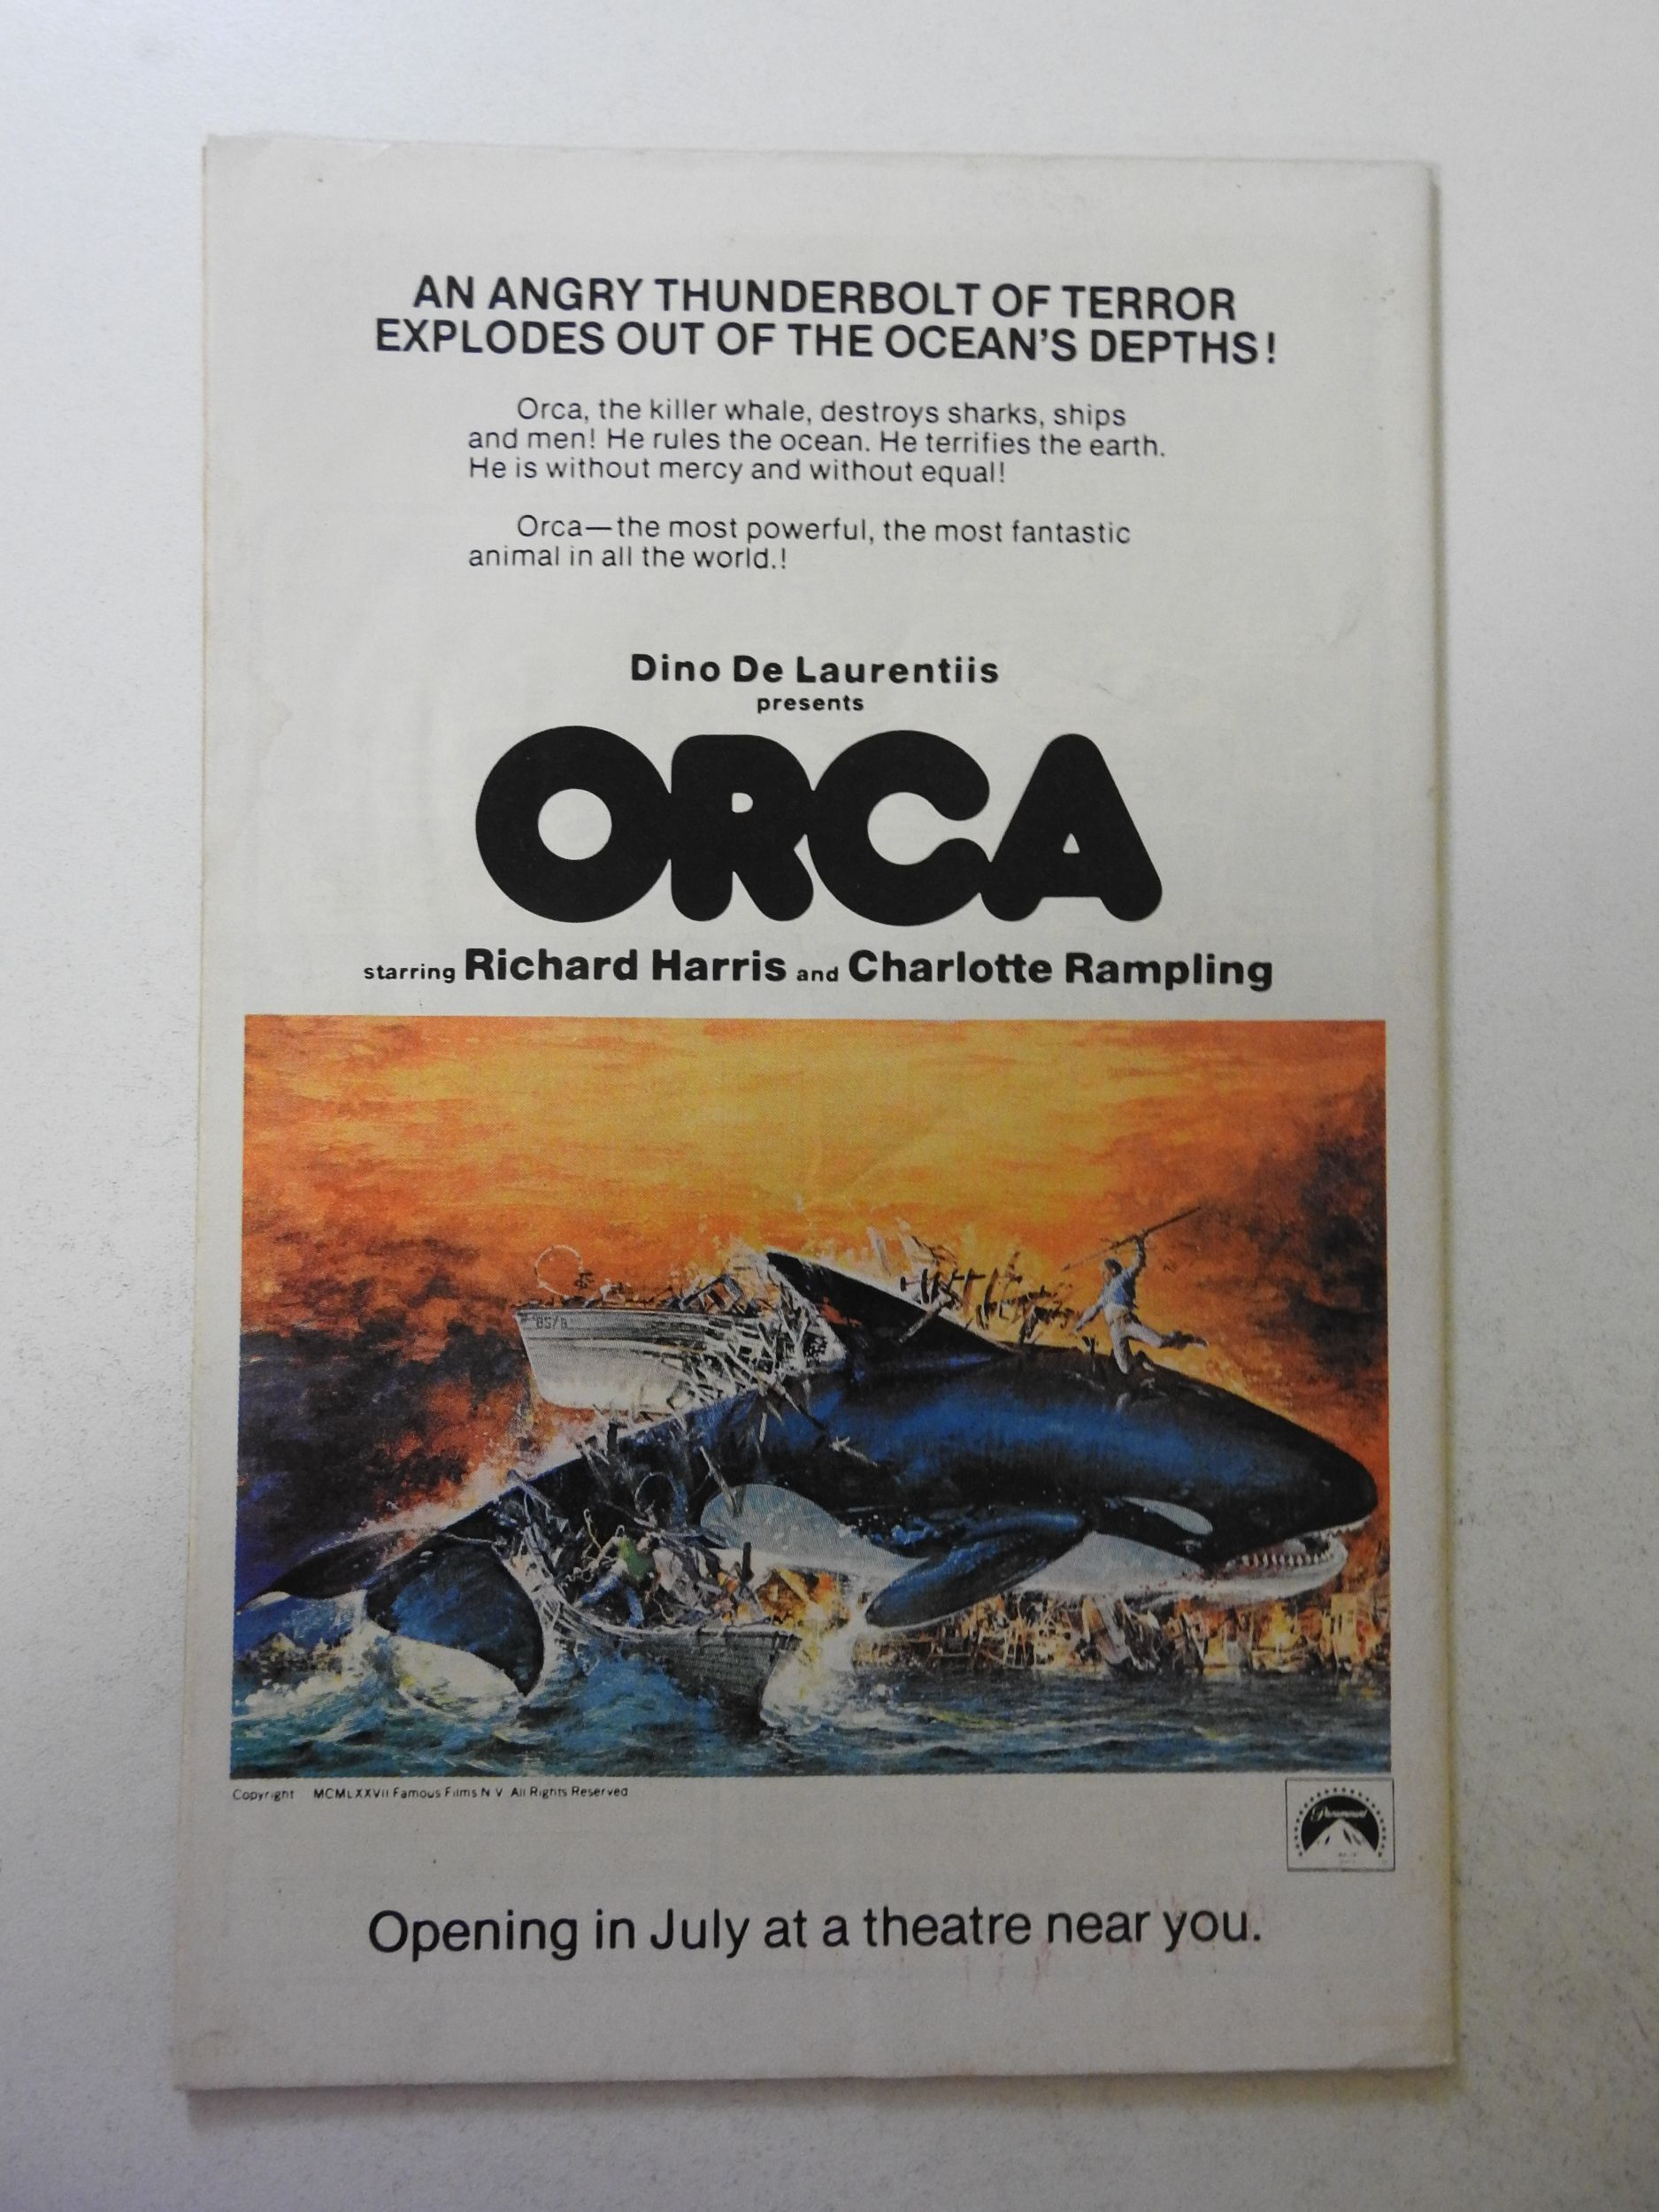 AN ANGRY THUNDERBOLT OF TERROR
EXPLODES OUT OF THE OCEAN'S DEPTHS!
Orca, the killer whale, destroys sharks, ships
and men! He rules the ocean. He terrifies the earth.
He is without mercy and without equal!
Orca—the most powerful, the most fantastic
animal in all the world.!
Dino De Laurentiis
presents
ORCA
starring Richard Harris and Charlotte Rampling
Copyright MCMLXXVII Famous Films N V All Rights Reserved
Paramount
Opening in July at a theatre near you.